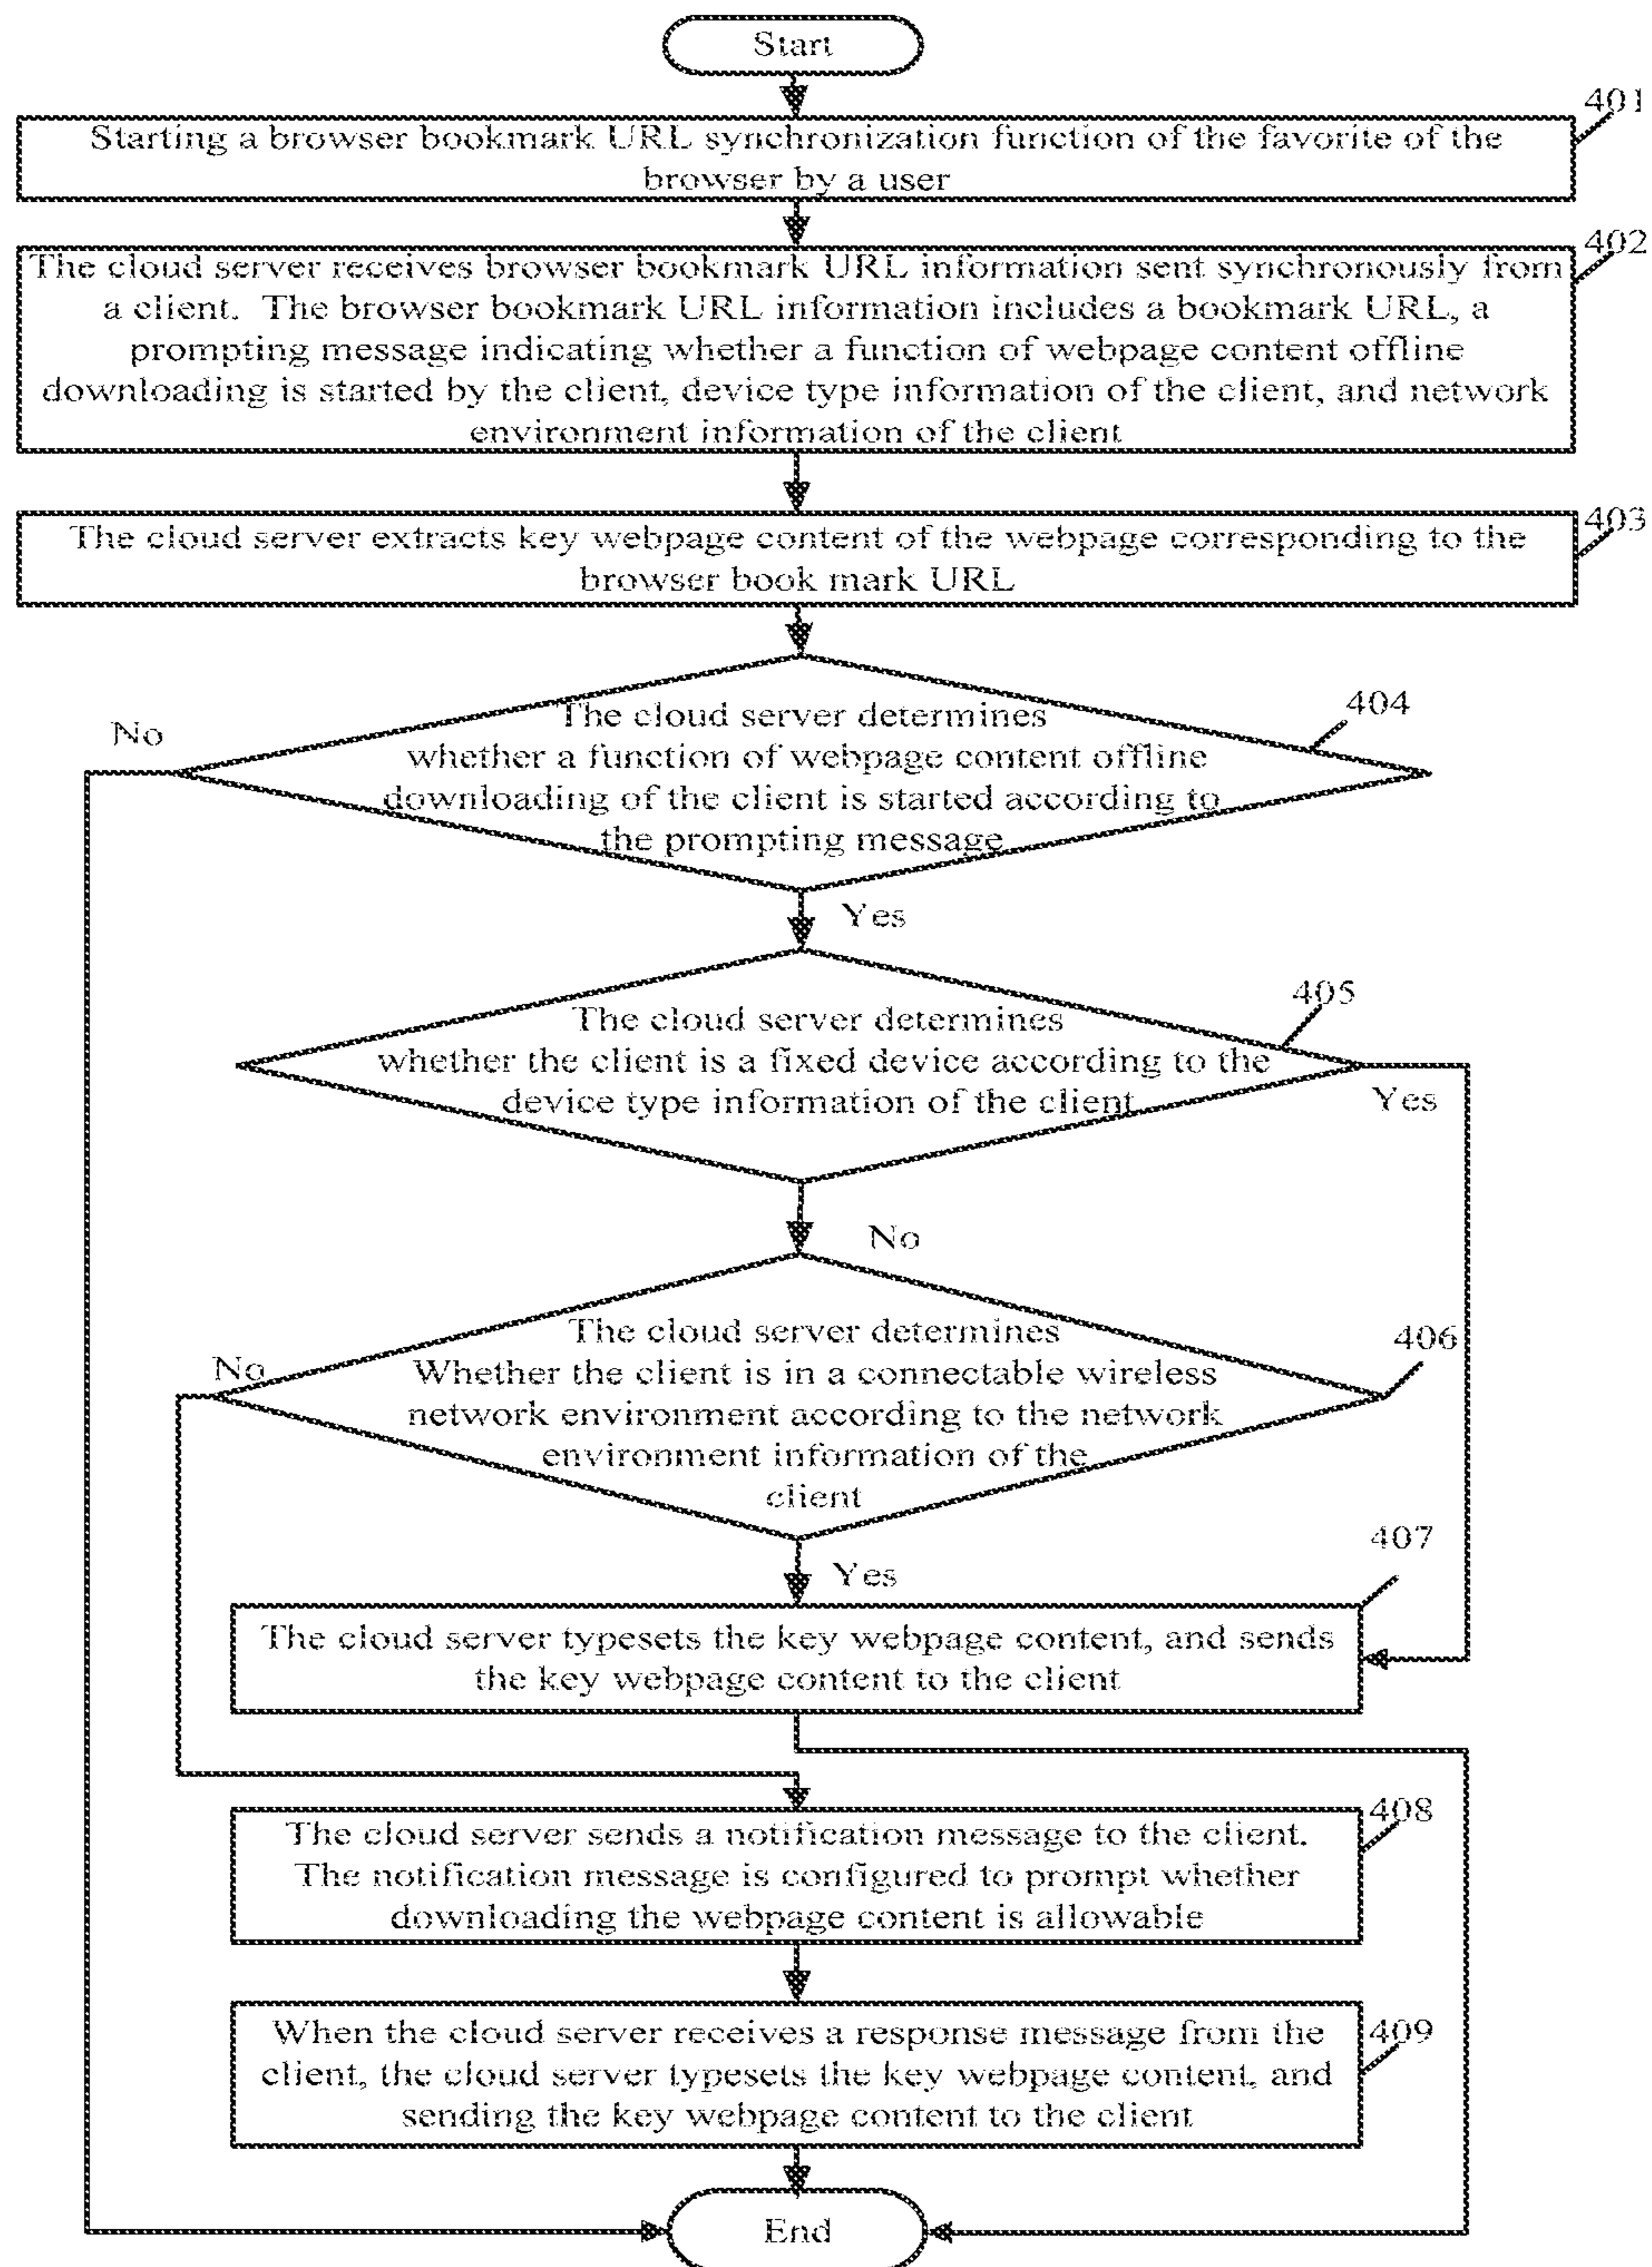 Start
401
Starting a browser bookmark URL synchronization function of the favorite of the
browser by a user
402
The cloud server receives browser bookmark URL information sent synchronously from
a client. The browser bookmark URL information includes a bookmark URL, a
prompting message indicating whether a function of webpage content offline
downloading is started by the client, device type information of the client, and network
environment information of the client
403
The cloud server extracts key webpage content of the webpage corresponding to the
browser book mark URL
404
No
The cloud server determines
whether a function of webpage content offline
downloading of the client is started according to
the prompting message
Yes
405
The cloud server determines
whether the client is a fixed device according to the
device type information of the client
Yes
No
406
No
The cloud server determines
Whether the client is in a connectable wireless
network environment according to the network
environment information of the
client
Yes
407
The cloud server typesets the key webpage content, and sends
the key webpage content to the client
408
The cloud server sends a notification message to the client.
The notification message is configured to prompt whether
downloading the webpage content is allowable
409
When the cloud server receives a response message from the
client, the cloud server typesets the key webpage content, and
sending the key webpage content to the client
End